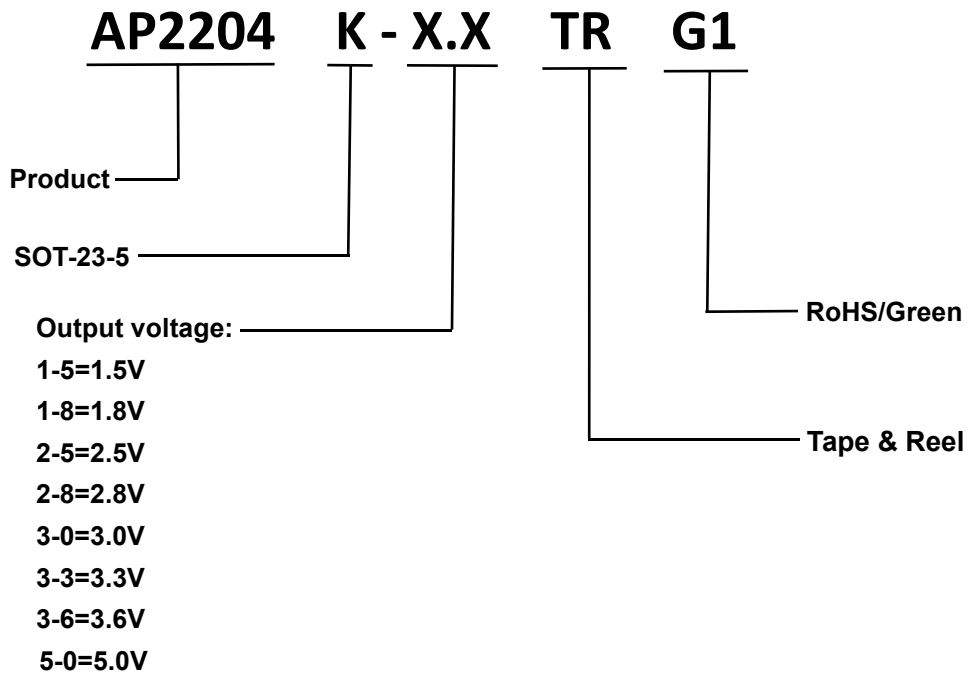 AP2204 K - X.X TR G1
Product
SOT-23-5
Output voltage:
1-5=1.5V
1-8=1.8V
2-5=2.5V
2-8=2.8V
3-0=3.0V
3-3=3.3V
3-6=3.6V
5-0=5.0V
RoHS/Green
Tape & Reel